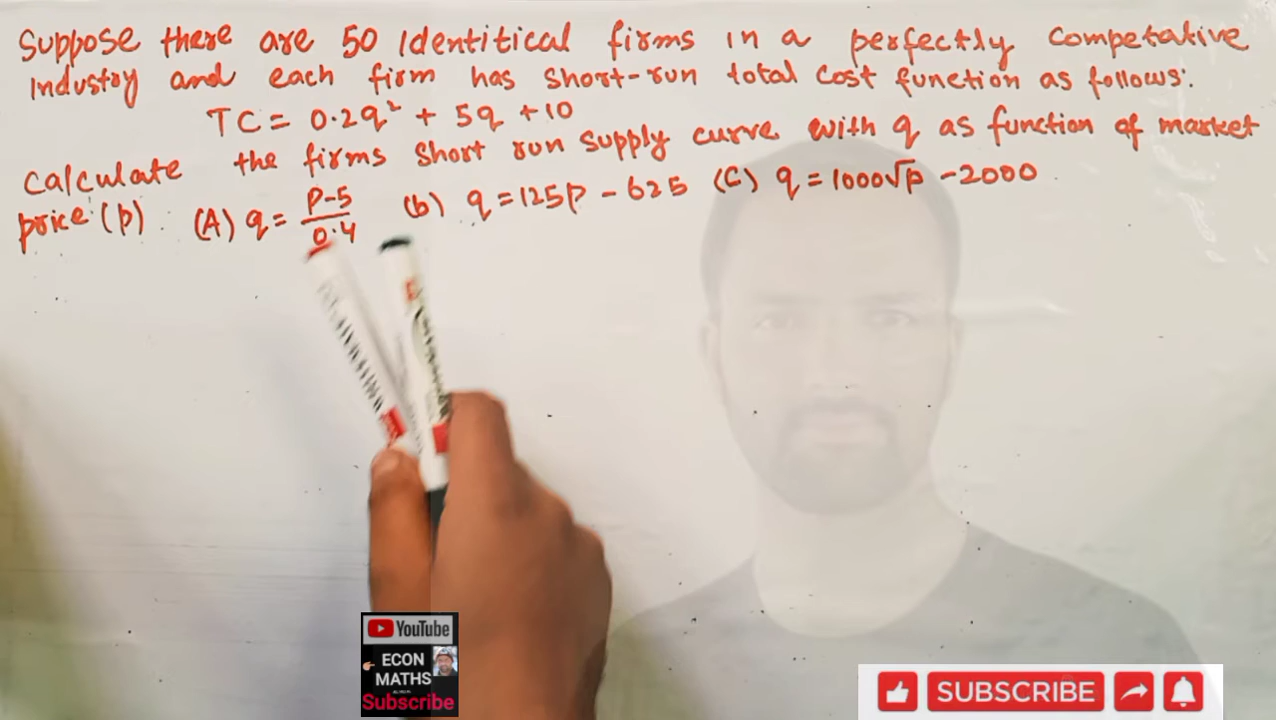 Suppose there are 50 Identitical firms in a perfectly Competative
Industry and each firm has short-run total cost function as follows:
TC = 0.2q² + 5q +10
Calculate the firms short run supply curve with q as function of market
price (p). (A) q = P-5/0.4 (b) q = 125p - 625 (C) q = 1000√p - 2000
YouTube
ECON
MATHS
Subscribe
SUBSCRIBE